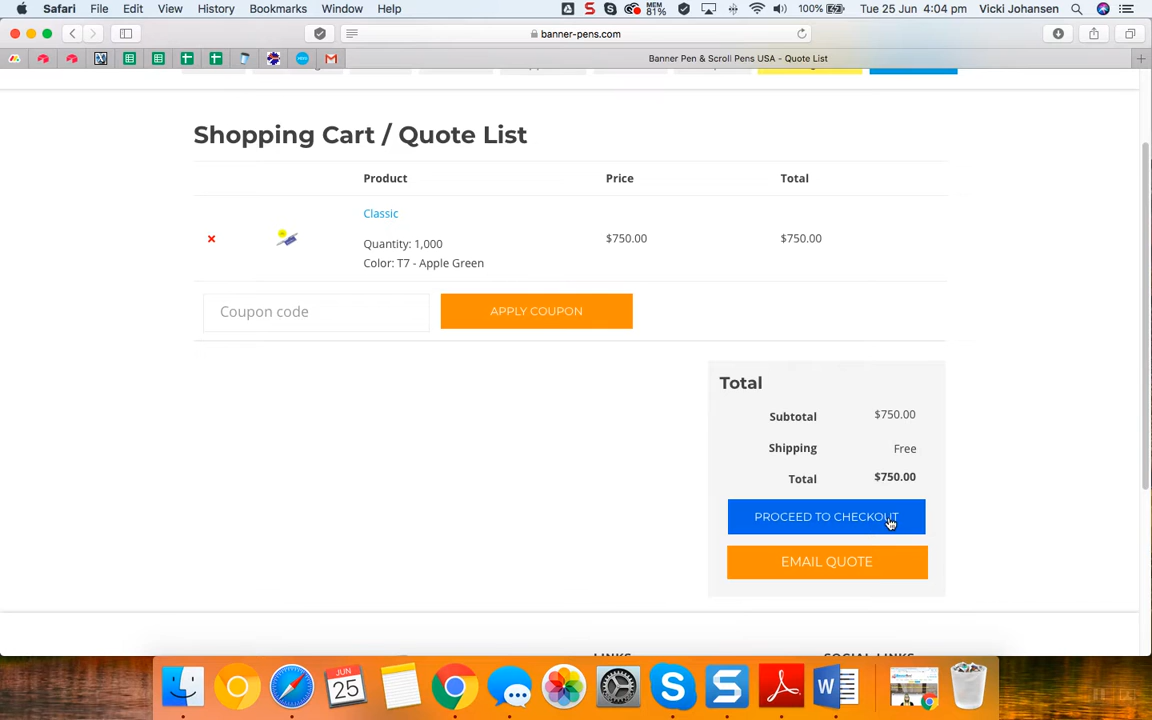 Safari File Edit View History Bookmarks Window Help MEM 81% 100% Tue 25 Jun 4:04 pm Vicki Johansen
banner-pens.com
Banner Pen & Scroll Pens USA - Quote List
Shopping Cart / Quote List
Product Price Total
Classic
Quantity: 1,000 $750.00 $750.00
Color: T7 - Apple Green
Coupon code APPLY COUPON
Total
Subtotal $750.00
Shipping Free
Total $750.00
PROCEED TO CHECKOUT
EMAIL QUOTE
JUN
25